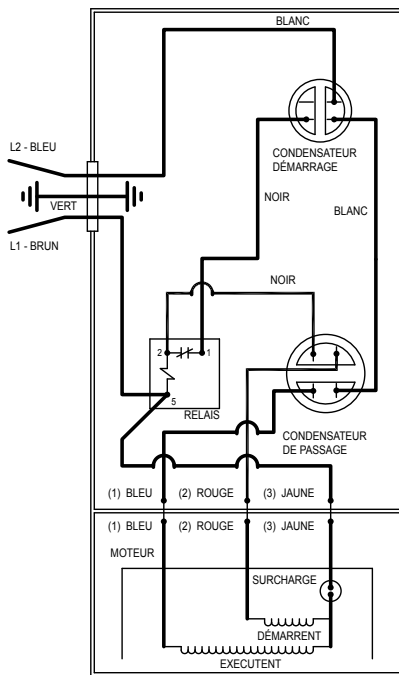 BLANC
L2 - BLEU
CONDENSATEUR
DÉMARRAGE
VERT
NOIR
BLANC
L1 - BRUN
NOIR
2
1
5
RELAIS
CONDENSATEUR
DE PASSAGE
(1) BLEU (2) ROUGE (3) JAUNE
(1) BLEU (2) ROUGE (3) JAUNE
MOTEUR
SURCHARGE
DÉMARRENT
EXECUTENT